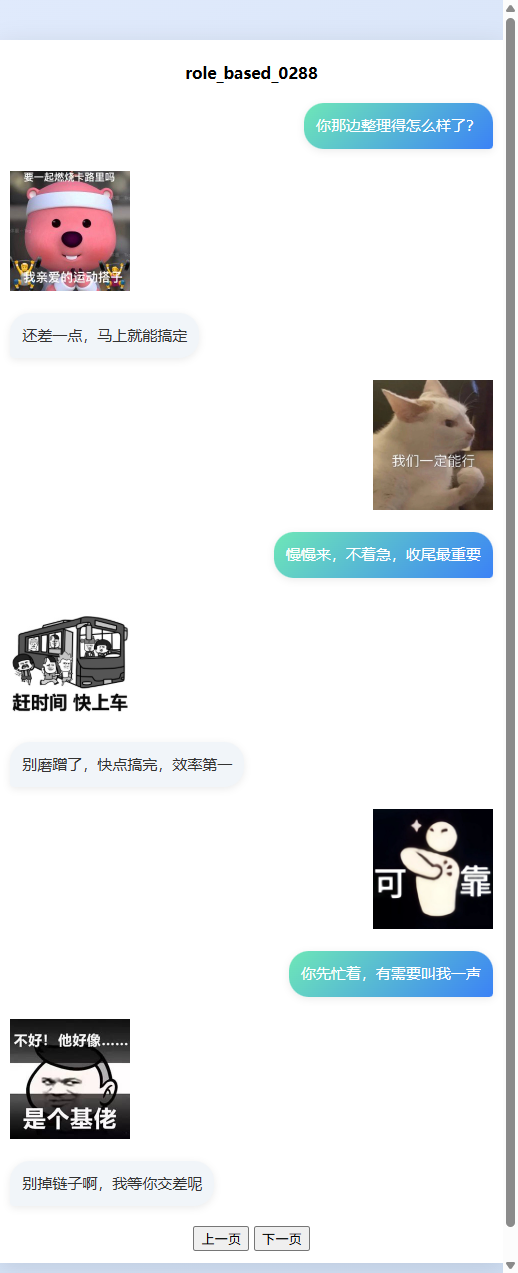 role_based_0288
你那边整理得怎么样了？
要一起燃烧卡路里吗
我亲爱的运动搭子
还差一点，马上就能搞定
我们一定能行
慢慢来，不着急，收尾最重要
赶时间 快上车
别磨蹭了，快点搞完，效率第一
可靠
你先忙着，有需要叫我一声
不好！他好像……
是个基佬
别掉链子啊，我等你交差呢
上一页 下一页